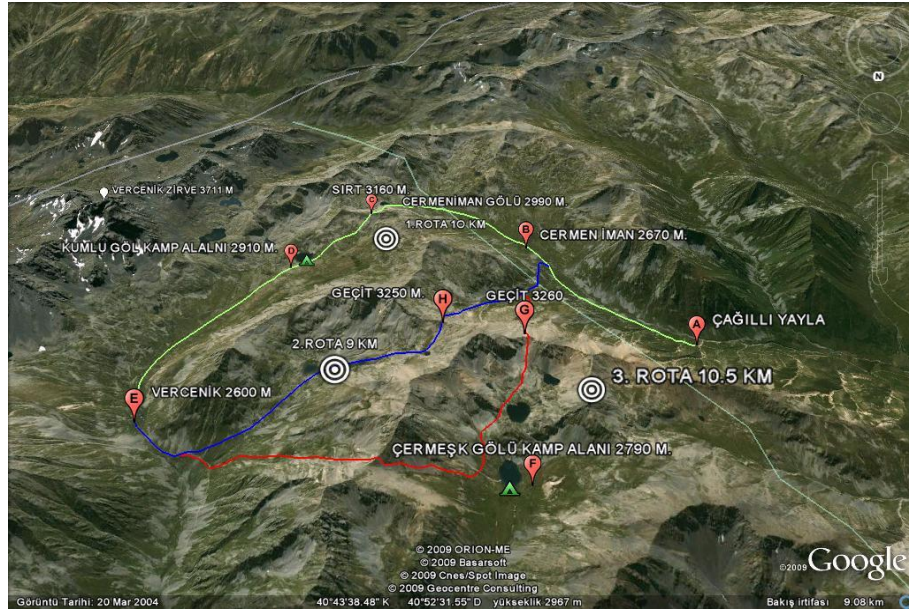 N
VERCENİK ZİRVE 3711 M
SIRT 3160 M.
C
CERMENİMAN GÖLÜ 2990 M.
1.ROTA 10 KM
B
CERMEN İMAN 2670 M.
KUMLU GÖL KAMP ALALNI 2910 M.
D
GEÇİT 3250 M.
H
GEÇİT 3260
G
A
ÇAĞILLI YAYLA
2.ROTA 9 KM
3. ROTA 10.5 KM
E
VERCENİK 2600 M
ÇERMEŞK GÖLÜ KAMP ALANI 2790 M.
F
© 2009 ORION-ME
© 2009 Basarsoft
© 2009 Cnes/Spot Image
© 2009 Geocentre Consulting
©2009 Google
Görüntü Tarihi: 20 Mar 2004
40°43'38.48" K
40°52'31.55" D
yükseklik 2967 m
Bakış irtifası
9.08 km